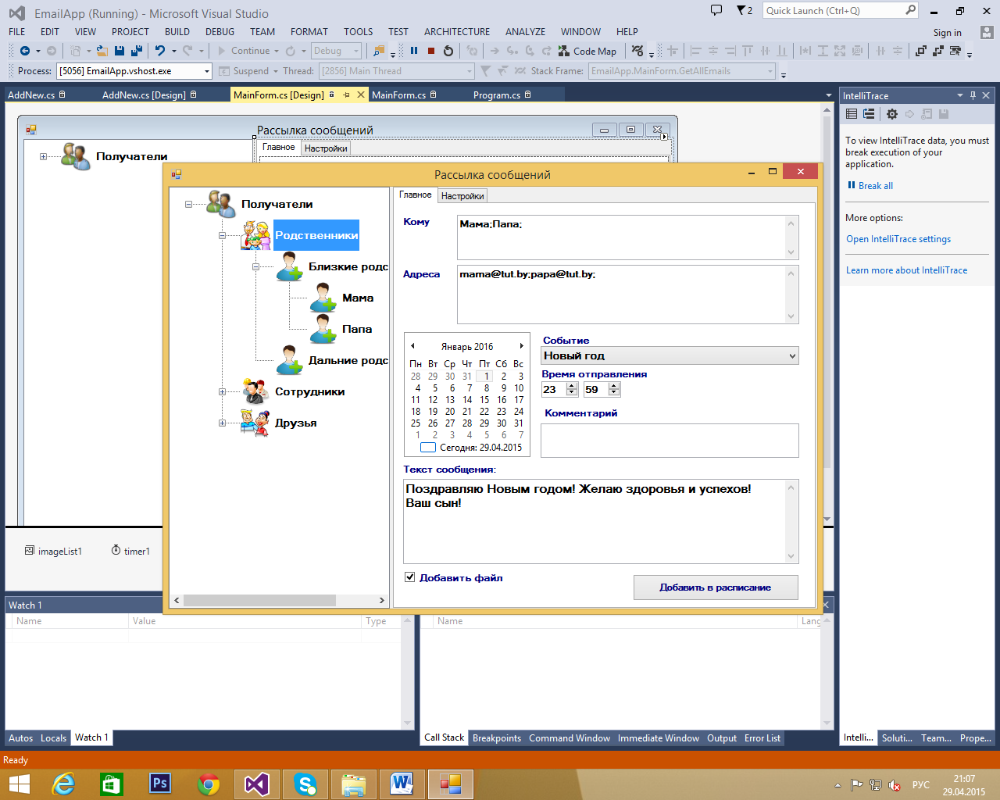 EmailApp (Running) - Microsoft Visual Studio
2
Quick Launch (Ctrl+Q)
FILE EDIT VIEW PROJECT BUILD DEBUG TEAM FORMAT TOOLS TEST ARCHITECTURE ANALYZE WINDOW HELP
Sign in
Continue Debug Code Map
Process: [5056] EmailApp.vshost.exe Suspend Thread: [2856] Main Thread Stack Frame: EmailApp.MainForm.GetAllEmails
AddNew.cs AddNew.cs [Design] MainForm.cs [Design] MainForm.cs Program.cs
Рассылка сообщений
Получатели
Главное Настройки
Рассылка сообщений
Получатели
Родственники
Близкие родс
Мама
Папа
Дальние родс
Сотрудники
Друзья
Главное Настройки
Кому
Мама;Папа;
Адреса
mama@tut.by;papa@tut.by;
Январь 2016
Пн Вт Ср Чт Пт Сб Вс
28 29 30 31 1 2 3
4 5 6 7 8 9 10
11 12 13 14 15 16 17
18 19 20 21 22 23 24
25 26 27 28 29 30 31
1 2 3 4 5 6 7
Сегодня: 29.04.2015
Событие
Новый год
Время отправления
23 59
Комментарий
Текст сообщения:
Поздравляю Новым годом! Желаю здоровья и успехов!
Ваш сын!
Добавить файл
Добавить в расписание
imageList1 timer1
IntelliTrace
To view IntelliTrace data, you must
break execution of your
application.
Break all
More options:
Open IntelliTrace settings
Learn more about IntelliTrace
Watch 1
Name Value Type
Name Lang
Autos Locals Watch 1
Call Stack Breakpoints Command Window Immediate Window Output Error List
Intelli... Soluti... Team... Prope...
Ready
Ps
РУС
21:07
29.04.2015